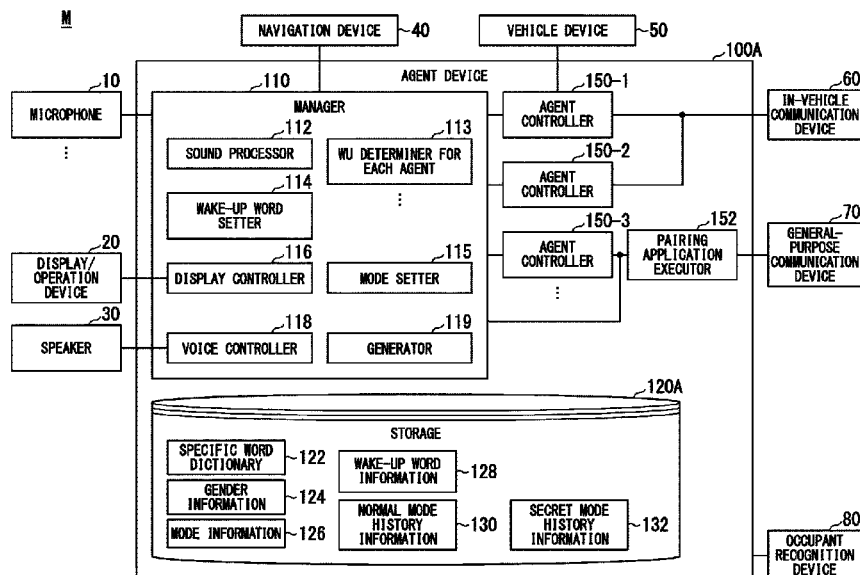 M
NAVIGATION DEVICE
40
VEHICLE DEVICE
50
100A
AGENT DEVICE
10
MICROPHONE
110
MANAGER
112
SOUND PROCESSOR
113
WU DETERMINER FOR
EACH AGENT
114
WAKE-UP WORD
SETTER
116
DISPLAY CONTROLLER
115
MODE SETTER
118
VOICE CONTROLLER
119
GENERATOR
150-1
AGENT
CONTROLLER
150-2
AGENT
CONTROLLER
150-3
AGENT
CONTROLLER
152
PAIRING
APPLICATION
EXECUTOR
60
IN-VEHICLE
COMMUNICATION
DEVICE
70
GENERAL-
PURPOSE
COMMUNICATION
DEVICE
20
DISPLAY/
OPERATION
DEVICE
30
SPEAKER
120A
STORAGE
SPECIFIC WORD
DICTIONARY
122
GENDER
INFORMATION
124
MODE INFORMATION
126
WAKE-UP WORD
INFORMATION
128
NORMAL MODE
HISTORY
INFORMATION
130
SECRET MODE
HISTORY
INFORMATION
132
80
OCCUPANT
RECOGNITION
DEVICE